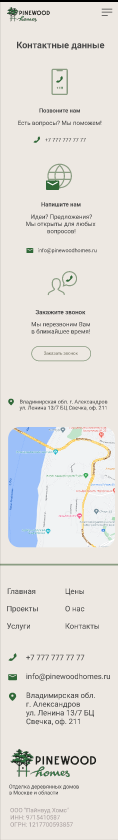 PINEWOOD
homes
Контактные данные
Позвоните нам
Есть вопросы? Мы поможем!
+7 777 777 77 77
Напишите нам
Идеи? Предложения?
Мы открыты для любых
вопросов!
info@pinewoodhomes.ru
Закажите звонок
Мы перезвоним Вам
в ближайшее время!
Заказать звонок
Владимирская обл. г. Александров
ул. Ленина 13/7 БЦ Свечка, оф. 211
Главная
Цены
Проекты
О нас
Услуги
Контакты
+7 777 777 77 77
info@pinewoodhomes.ru
Владимирская обл.
г. Александров
ул. Ленина 13/7 БЦ
Свечка, оф. 211
PINEWOOD
homes
Отделка деревянных домов
в Москве и области
ООО "Пайнвуд Хомс"
ИНН: 9715410587
ОГРН: 1217700593857